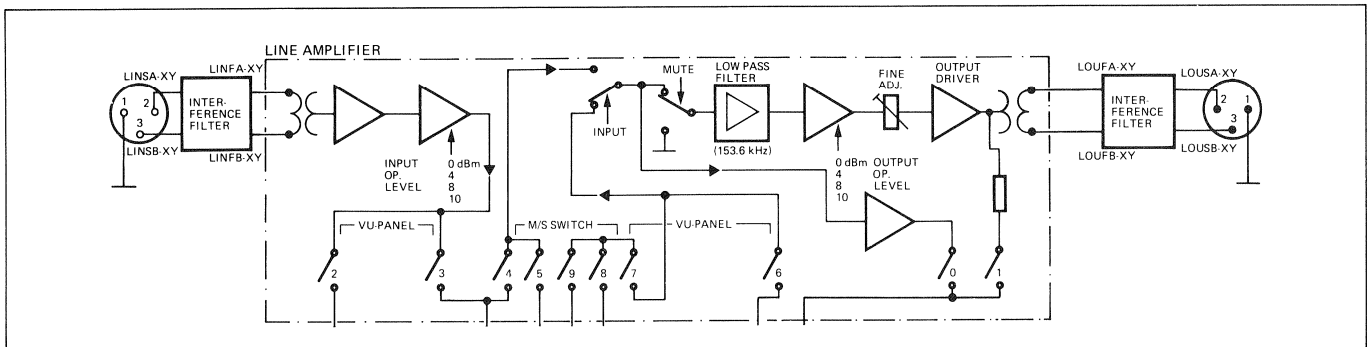 LINE AMPLIFIER
LINSA-XY
LINFA-XY
1
2
3
INTER-
FERENCE
FILTER
LINSB-XY
LINFB-XY
INPUT
OP.
LEVEL
0 dBm
4
8
10
INPUT
MUTE
LOW PASS
FILTER
(153.6 kHz)
FINE
ADJ.
OUTPUT
DRIVER
0 dBm
4
8
10
OUTPUT
OP.
LEVEL
LOUFA-XY
LOUSA-XY
INTER-
FERENCE
FILTER
2
1
3
LOUFB-XY
LOUSB-XY
VU-PANEL
M/S SWITCH
VU-PANEL
2
3
4
5
9
8
7
6
0
1